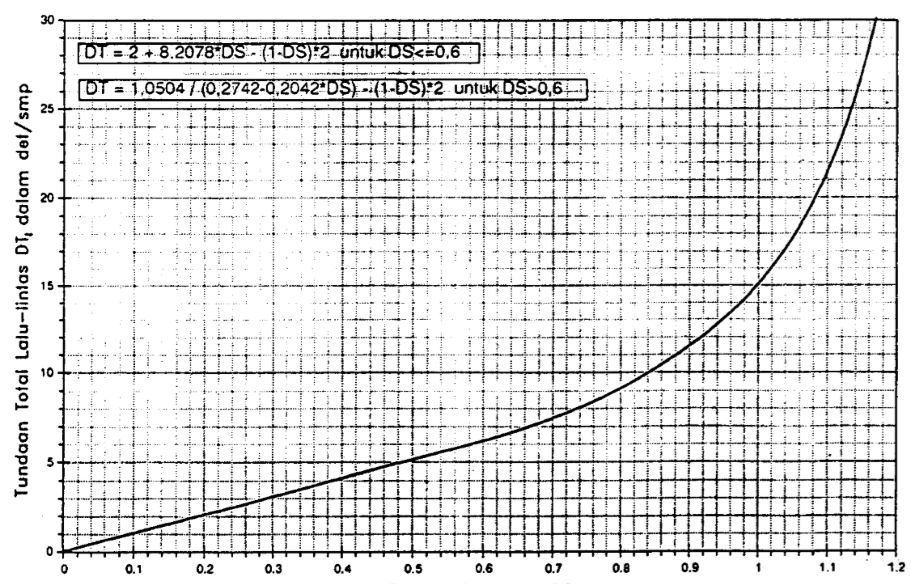 DT = 2 + 8,2078*DS - (1-DS)*2 untuk DS<=0,6
DT = 1,0504 / (0,2742-0,2042*DS) - (1-DS)*2 untuk DS>0,6
Tundaan Total Lalu-lintas DT, dalam det/smp
30
25
20
15
10
5
0
0 0.1 0.2 0.3 0.4 0.5 0.6 0.7 0.8 0.9 1 1.1 1.2